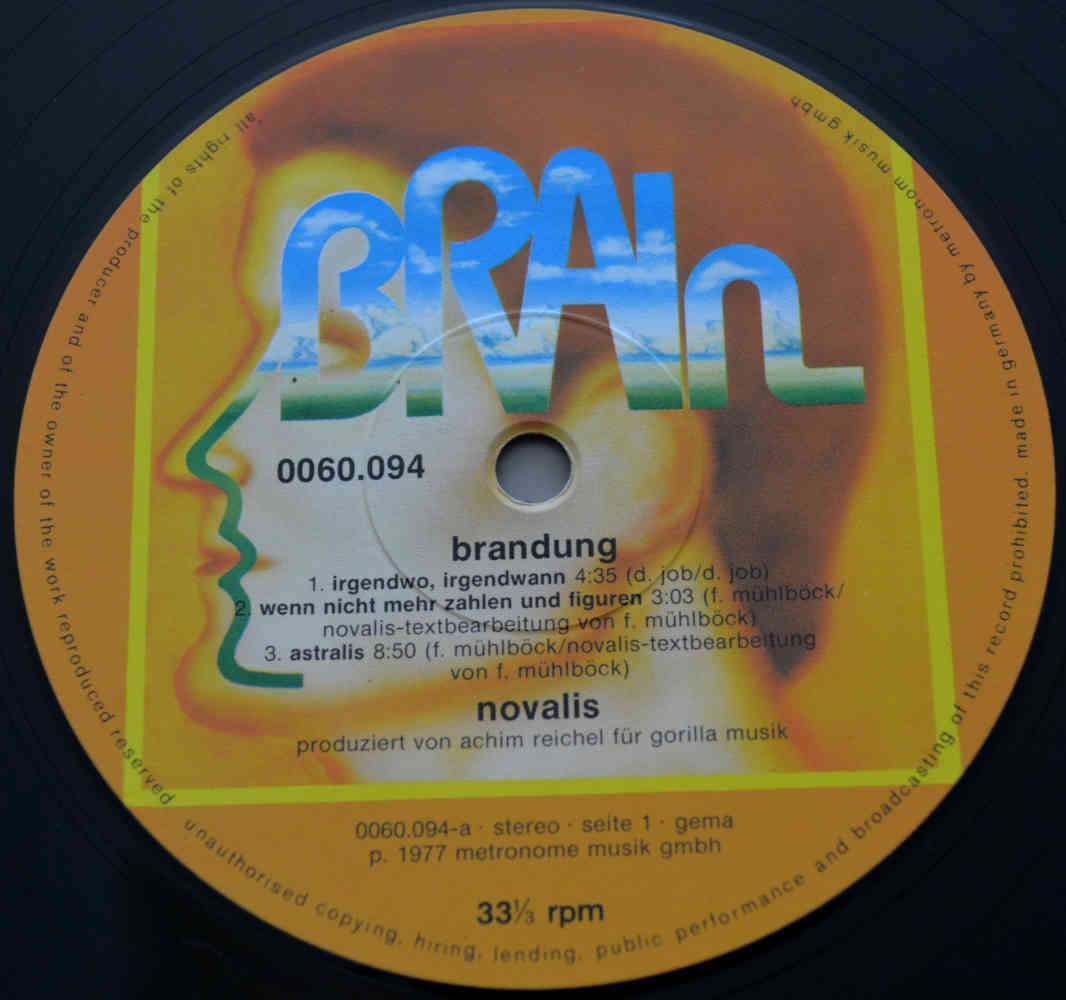 BRAIn
0060.094
brandung
1. irgendwo, irgendwann 4:35 (d. job/d. job)
2. wenn nicht mehr zahlen und figuren 3:03 (f. mühlböck/
novalis-textbearbeitung von f. mühlböck)
3. astralis 8:50 (f. mühlböck/novalis-textbearbeitung
von f. mühlböck)
novalis
produziert von achim reichel für gorilla musik
0060.094-a · stereo · seite 1 · gema
p. 1977 metronome musik gmbh
33⅓ rpm
all rights of the producer and of the owner of the work reproduced reserved
unauthorised copying, hiring, lending, public performance and broadcasting of this record prohibited. made in germany by metronom musik gmbh